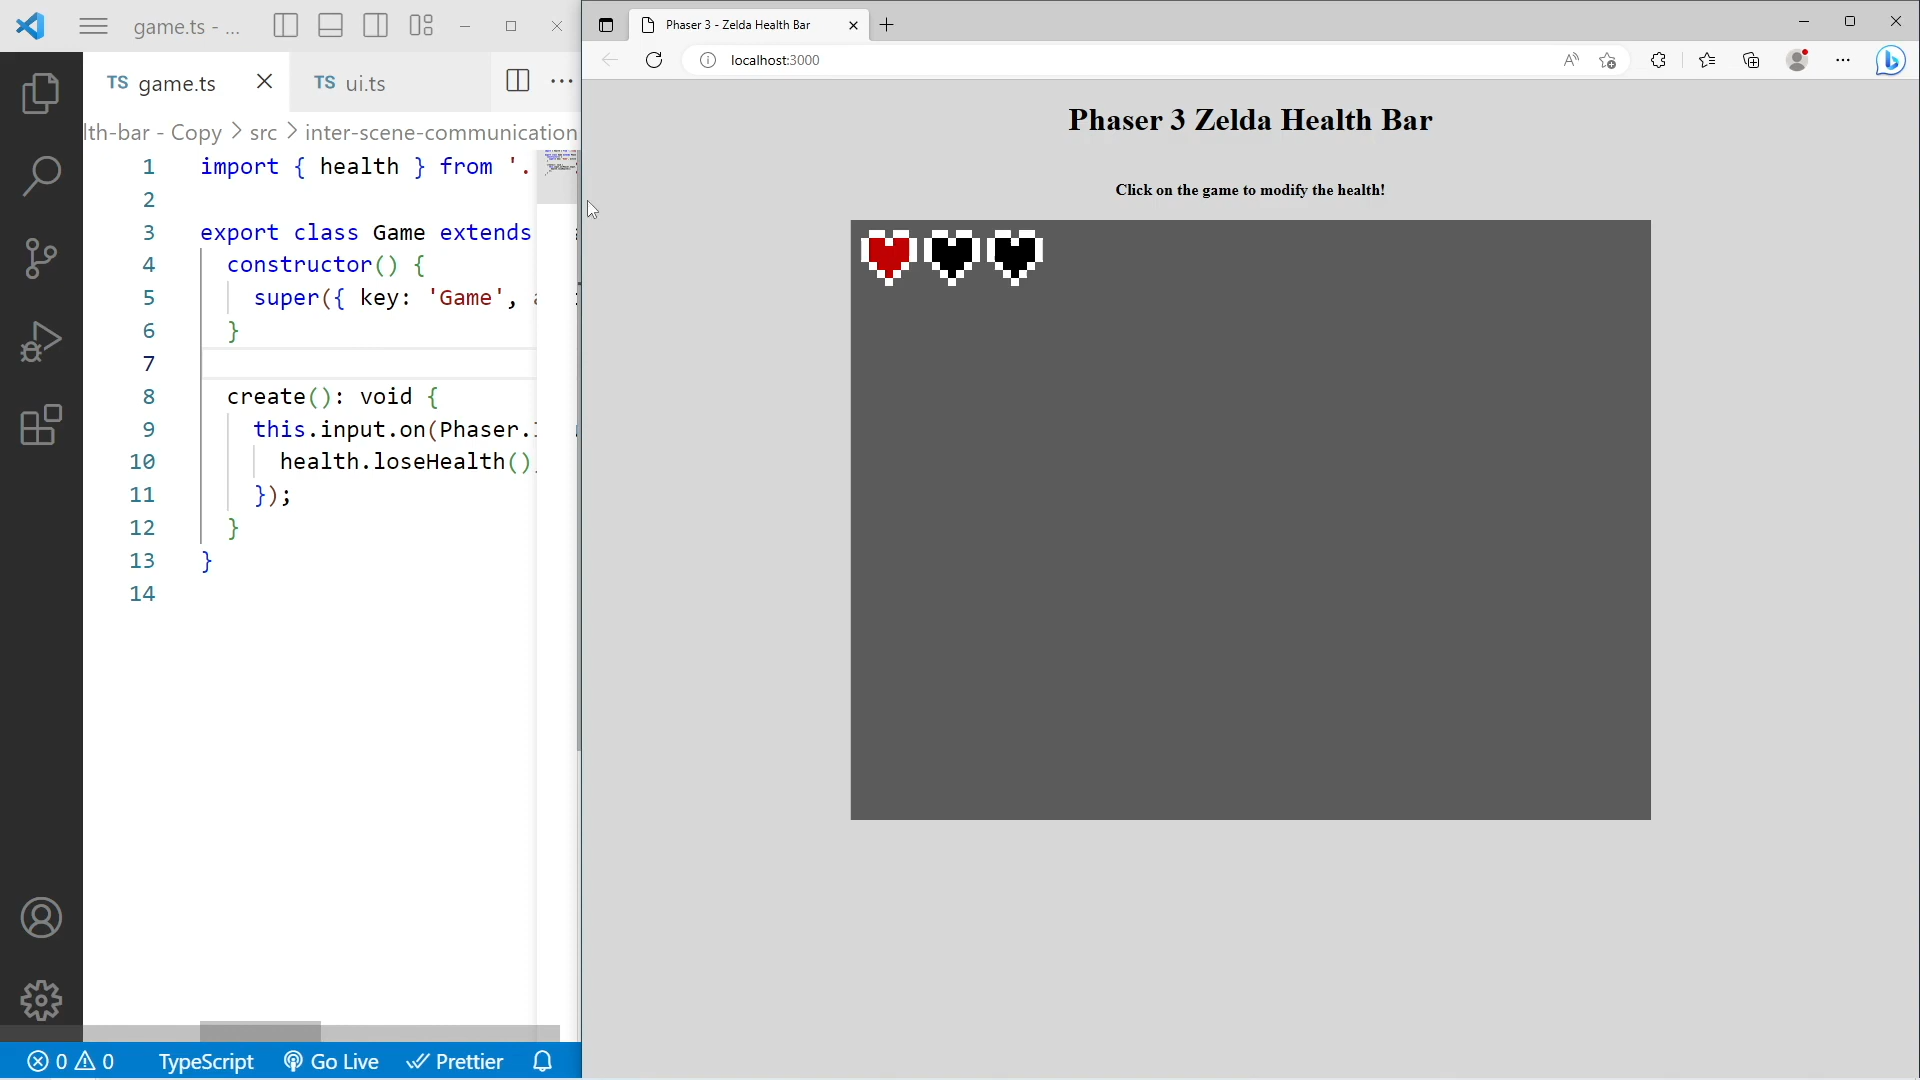 game.ts - ...
TS game.ts
TS ui.ts
lth-bar - Copy > src > inter-scene-communication
1 import { health } from '.
2
3 export class Game extends
4 constructor() {
5 super({ key: 'Game',
6 }
7
8 create(): void {
9 this.input.on(Phaser.
10 health.loseHealth()
11 });
12 }
13 }
14
0 0 TypeScript Go Live Prettier
Phaser 3 - Zelda Health Bar
localhost:3000
Phaser 3 Zelda Health Bar
Click on the game to modify the health!